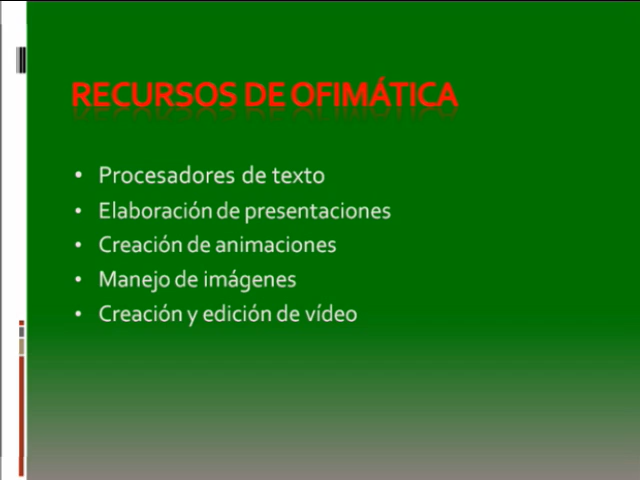 RECURSOS DE OFIMÁTICA
• Procesadores de texto
• Elaboración de presentaciones
• Creación de animaciones
• Manejo de imágenes
• Creación y edición de vídeo